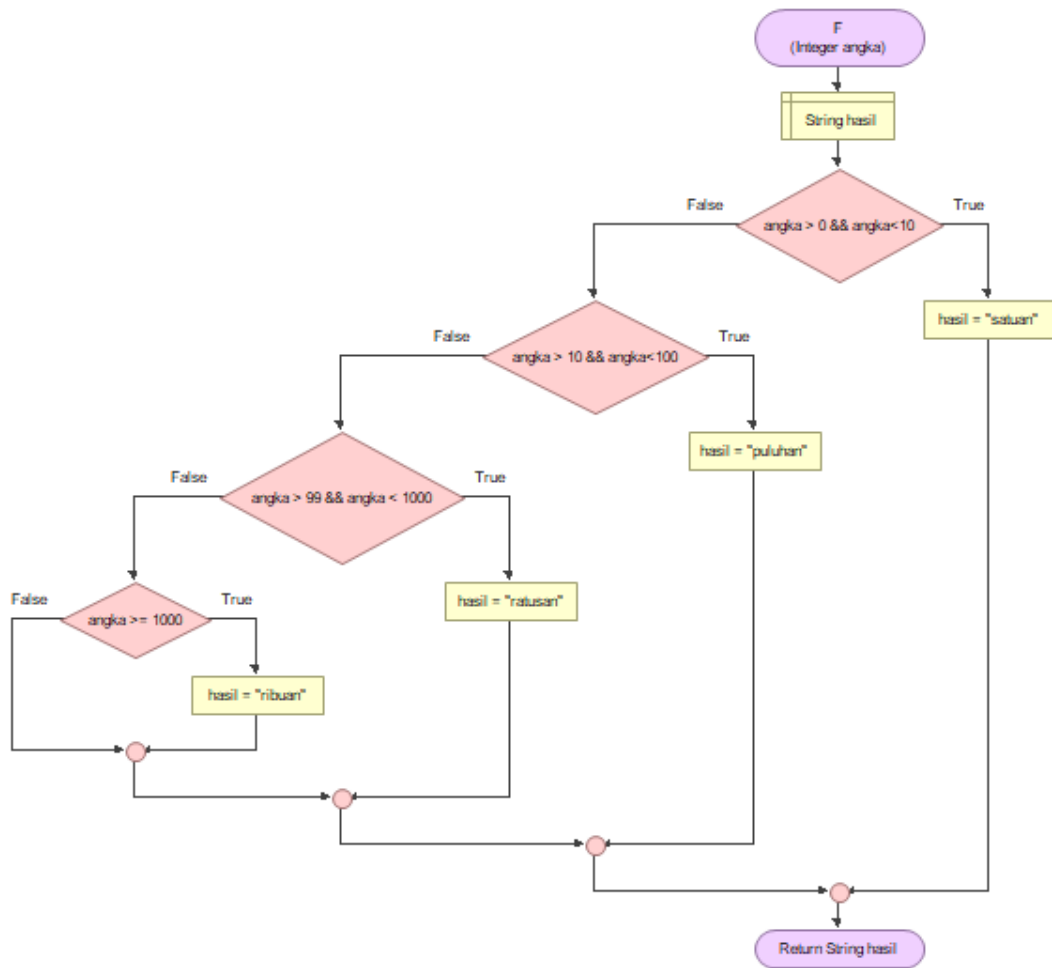 F
(Integer angka)
String hasil
False
True
angka > 0 && angka<10
hasil = "satuan"
False
True
angka > 10 && angka<100
hasil = "puluhan"
False
True
angka > 99 && angka < 1000
hasil = "ratusan"
False
True
angka >= 1000
hasil = "ribuan"
Return String hasil